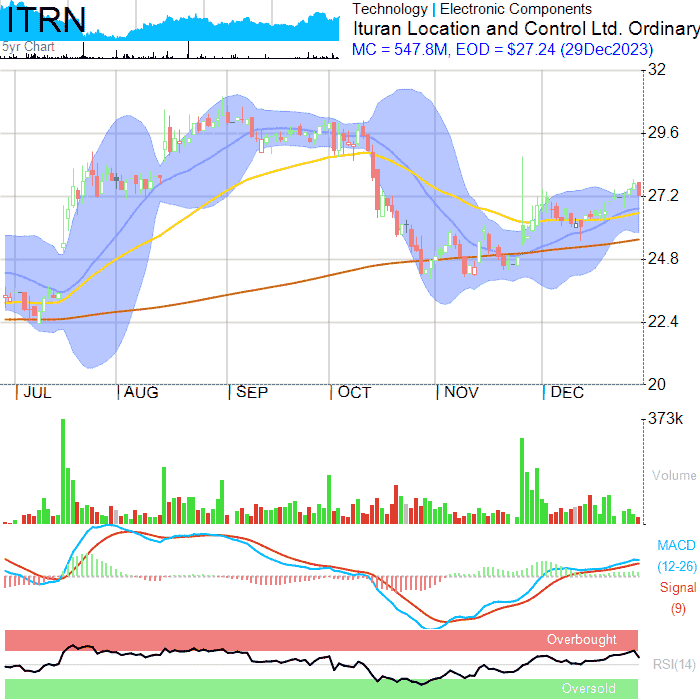 ITRN
5yr Chart
Technology | Electronic Components
Ituran Location and Control Ltd. Ordinary
MC = 547.8M, EOD = $27.24 (29Dec2023)
32
29.6
27.2
24.8
22.4
20
JUL AUG SEP OCT NOV DEC
373k
Volume
MACD
(12-26)
Signal
(9)
Overbought
RSI(14)
Oversold